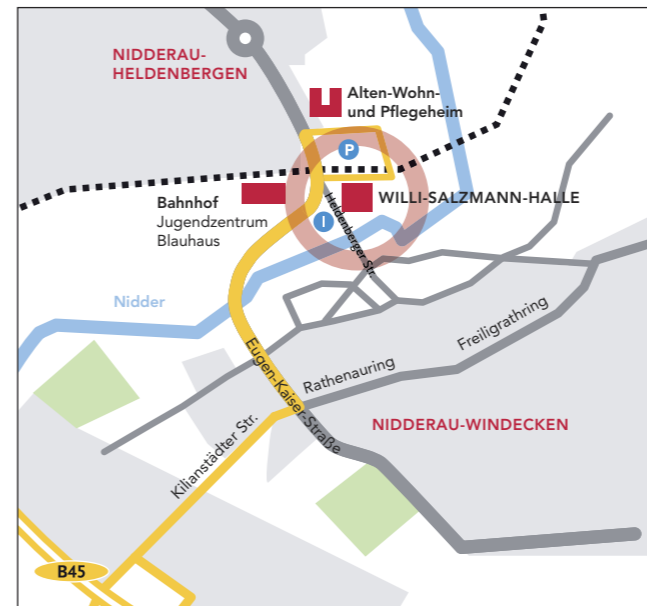 NIDDERAU-
HELDENBERGEN
Alten-Wohn-
und Pflegeheim
P
Bahnhof
Jugendzentrum
Blauhaus
WILLI-SALZMANN-HALLE
I
Heldenberger Str.
Nidder
Eugen-Kaiser-Straße
Rathenauring
Freiligrathring
NIDDERAU-WINDECKEN
Kilianstädter Str.
B45